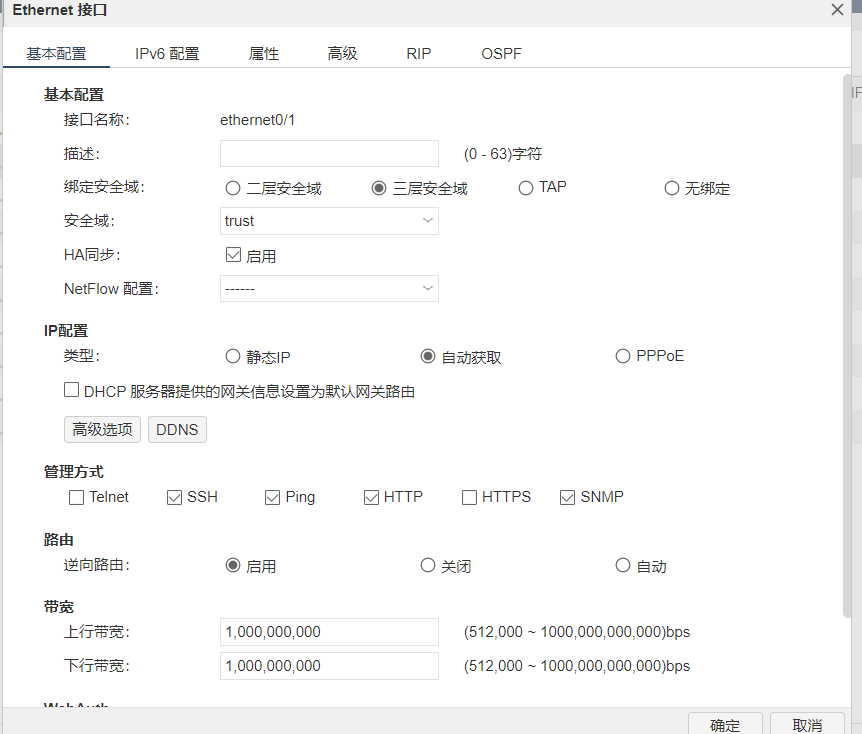 Ethernet 接口
基本配置 IPv6 配置 属性 高级 RIP OSPF
基本配置
接口名称: ethernet0/1
描述: (0 - 63)字符
绑定安全域: 二层安全域 三层安全域 TAP 无绑定
安全域: trust
HA同步: 启用
NetFlow 配置: ------
IP配置
类型: 静态IP 自动获取 PPPoE
DHCP 服务器提供的网关信息设置为默认网关路由
高级选项 DDNS
管理方式
Telnet SSH Ping HTTP HTTPS SNMP
路由
逆向路由: 启用 关闭 自动
带宽
上行带宽: 1,000,000,000 (512,000 ~ 1000,000,000,000)bps
下行带宽: 1,000,000,000 (512,000 ~ 1000,000,000,000)bps
WebAuth
确定 取消